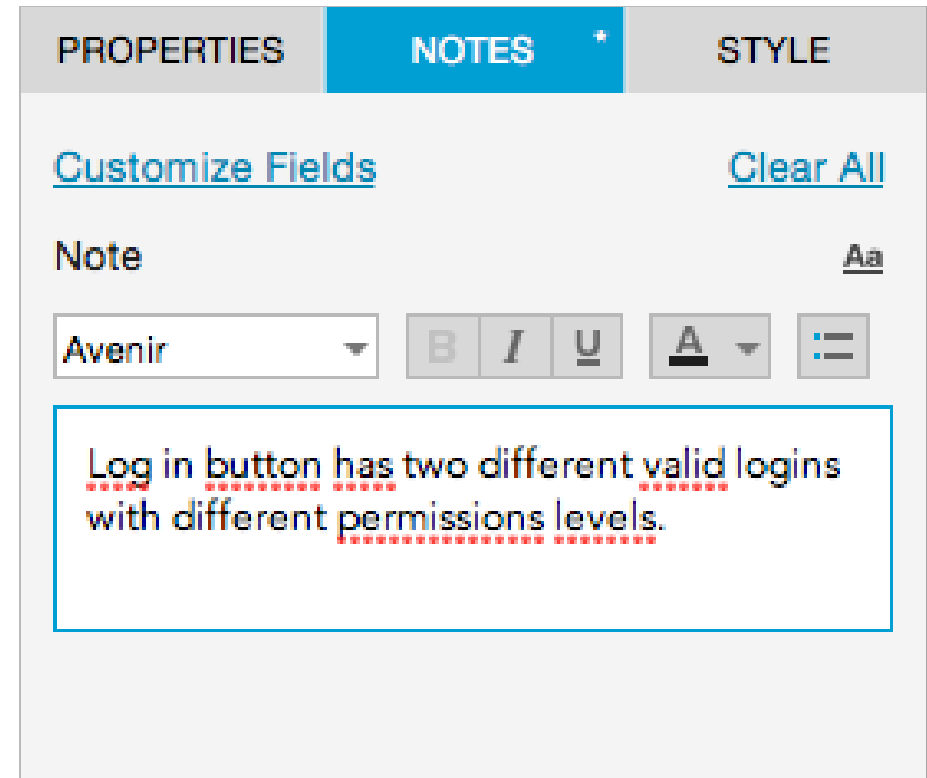 PROPERTIES NOTES * STYLE
Customize Fields Clear All
Note Aa
Avenir B I U A
Log in button has two different valid logins
with different permissions levels.